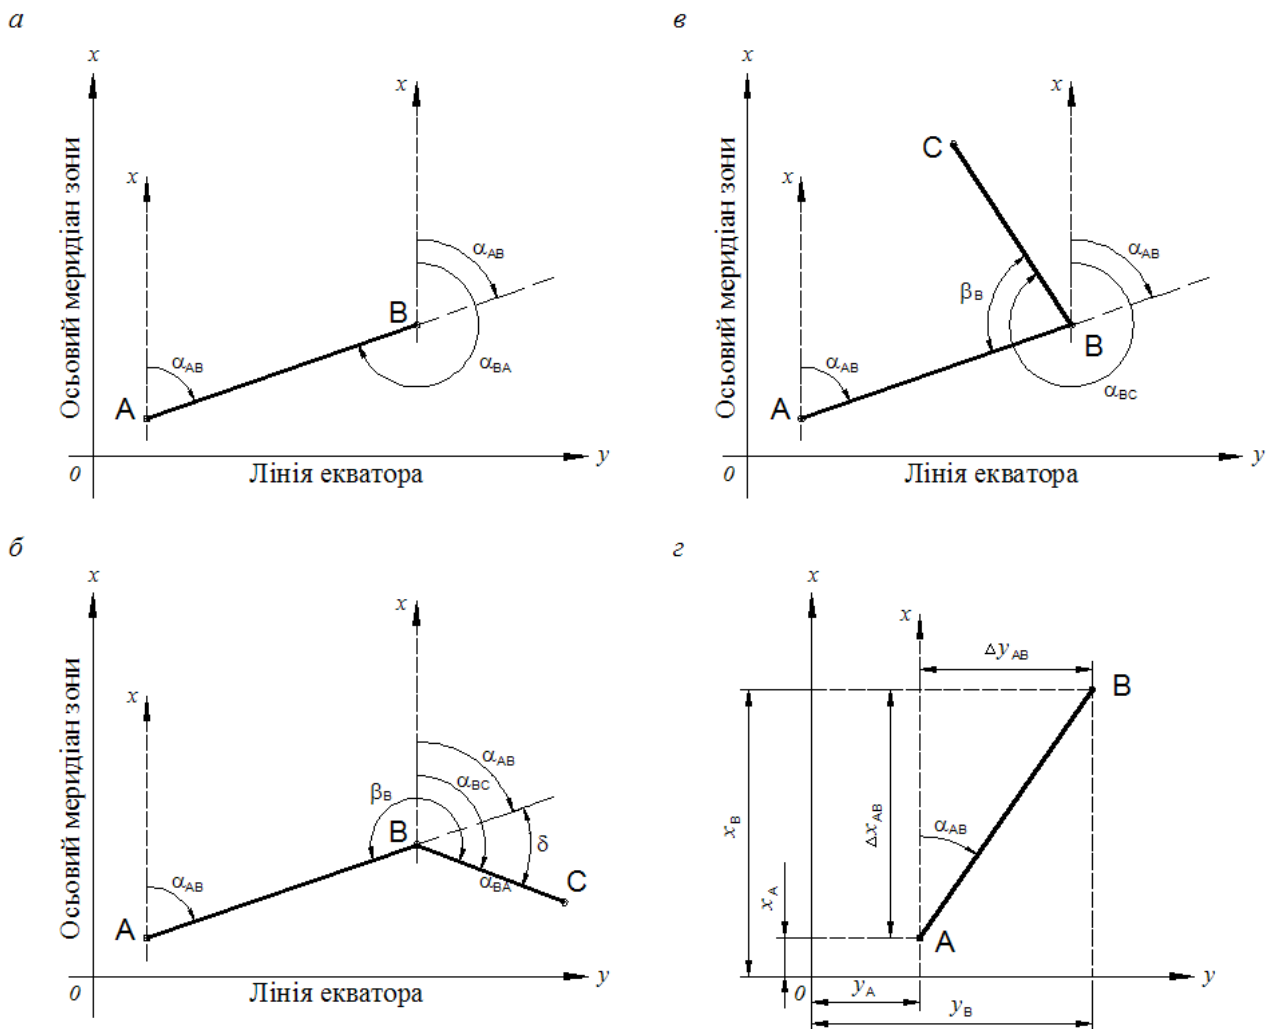 а
x
Осьовий меридіан зони
x
x
αAB
B
αBA
αAB
A
0
Лінія екватора
y
в
x
Осьовий меридіан зони
x
x
C
αAB
βB
B
αBC
αAB
A
0
Лінія екватора
y
б
x
Осьовий меридіан зони
x
x
αAB
αBC
βB
B
δ
αBA
C
αAB
A
0
Лінія екватора
y
г
x
x
ΔyAB
B
xB
ΔxAB
αAB
xA
A
0
yA
yB
y